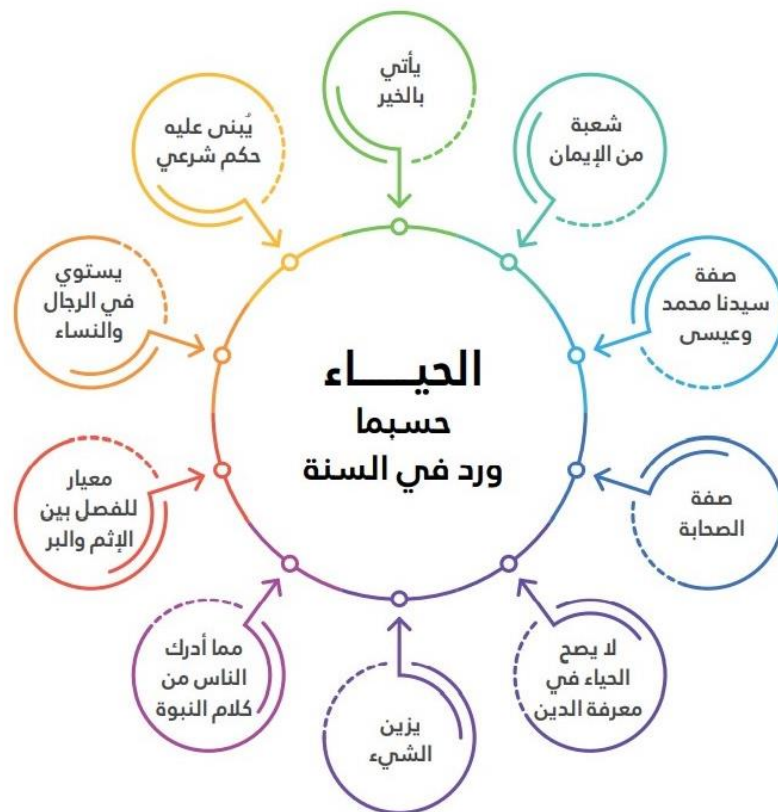 الحيـــــاء
حسبما
ورد في السنة
يأتي
بالخير
شعبة
من الإيمان
صفة
سيدنا محمد
وعيسى
صفة
الصحابة
لا يصح
الحياء في
معرفة الدين
يزين
الشيء
مما أدرك
الناس من
كلام النبوة
معيار
للفصل بين
الإثم والبر
يستوي
في الرجال
والنساء
يُبنى عليه
حكم شرعي